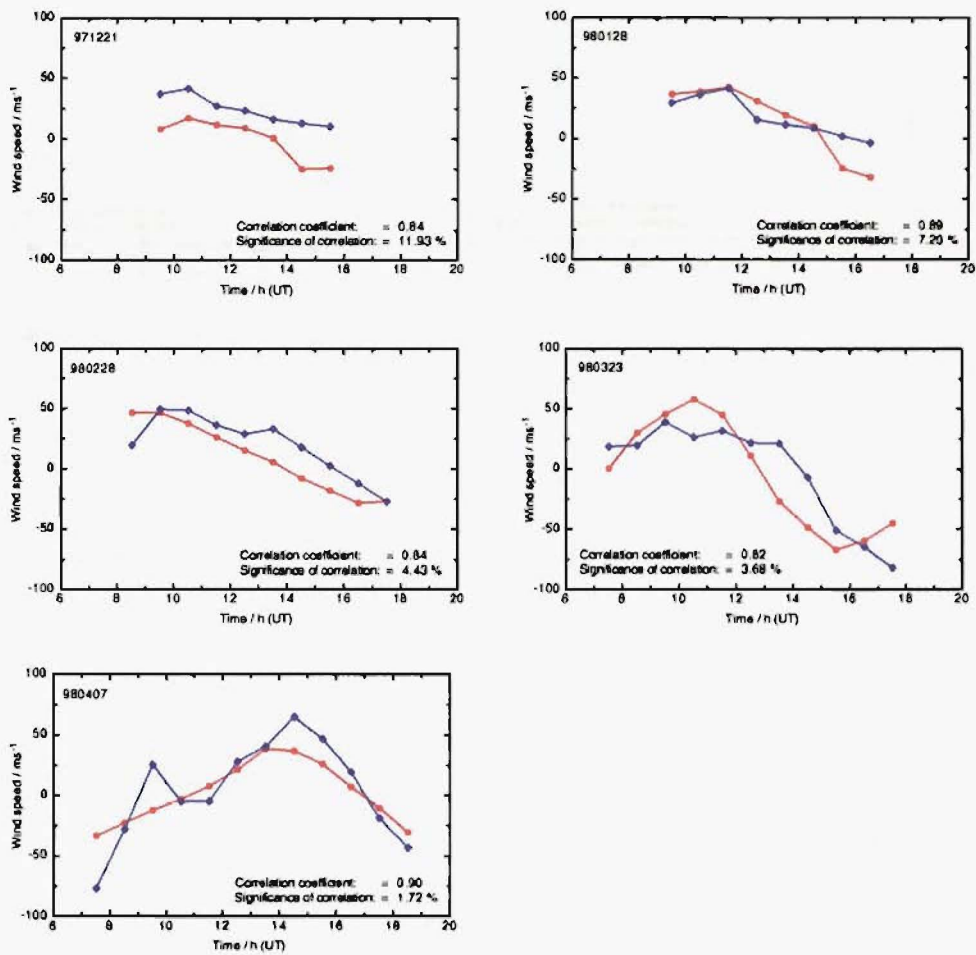 100
971221
50
Wind speed / ms⁻¹
0
-50
Correlation coefficient: = 0.84
Significance of correlation: = 11.93 %
-100
6 8 10 12 14 16 18 20
Time / h (UT)
100
980128
50
Wind speed / ms⁻¹
0
-50
Correlation coefficient: = 0.89
Significance of correlation: = 7.20 %
-100
6 8 10 12 14 16 18 20
Time / h (UT)
100
980228
50
Wind speed / ms⁻¹
0
-50
Correlation coefficient: = 0.84
Significance of correlation: = 4.43 %
-100
6 8 10 12 14 16 18 20
Time / h (UT)
100
980323
50
Wind speed / ms⁻¹
0
-50
Correlation coefficient: = 0.82
Significance of correlation: = 3.68 %
-100
6 8 10 12 14 16 18 20
Time / h (UT)
100
980407
50
Wind speed / ms⁻¹
0
-50
Correlation coefficient: = 0.90
Significance of correlation: = 1.72 %
-100
6 8 10 12 14 16 18 20
Time / h (UT)